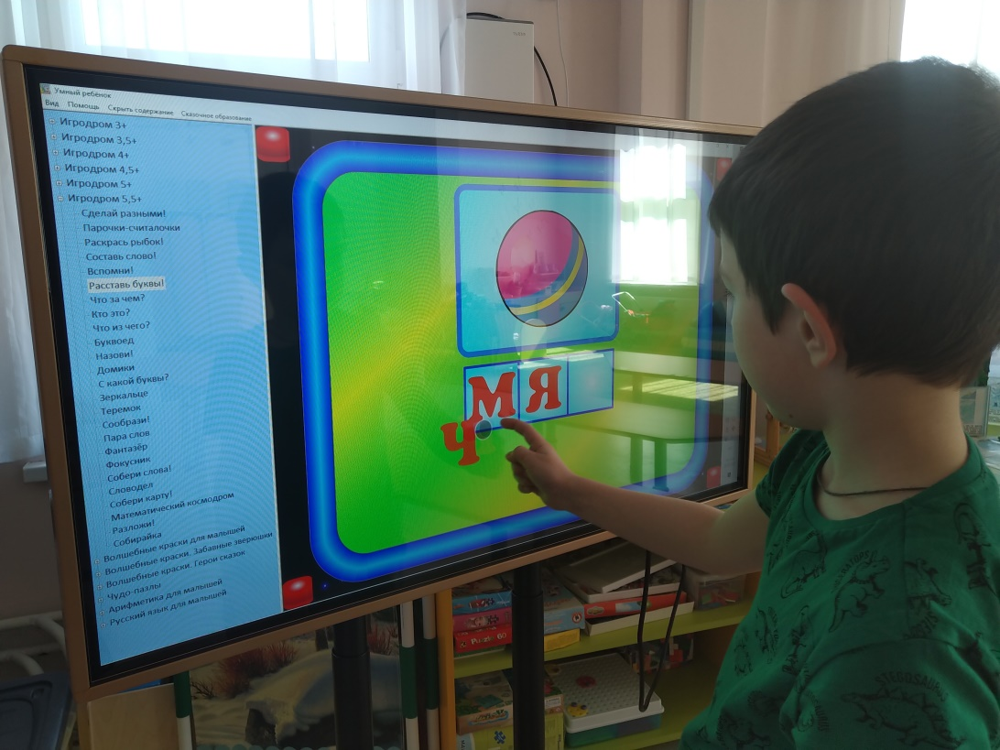 Умный ребёнок
Вид Помощь Скрыть содержание Сказочное образование
Игродром 3+
Игродром 3,5+
Игродром 4+
Игродром 4,5+
Игродром 5+
Игродром 5,5+
Сделай разными!
Парочки-считалочки
Раскрась рыбок!
Составь слово!
Вспомни!
Расставь буквы!
Что за чем?
Кто это?
Что из чего?
Буквоед
Назови!
Домики
С какой буквы?
Зеркальце
Теремок
Сообрази!
Пара слов
Фантазёр
Фокусник
Собери слова!
Словодел
Собери карту!
Математический космодром
Разложи!
Собирайка
Волшебные краски для малышей
Волшебные краски. Забавные зверюшки
Волшебные краски. Герои сказок
Чудо-пазлы
Арифметика для малышей
Русский язык для малышей
М Я
Ч
Puzzle 60
STEGOSAU